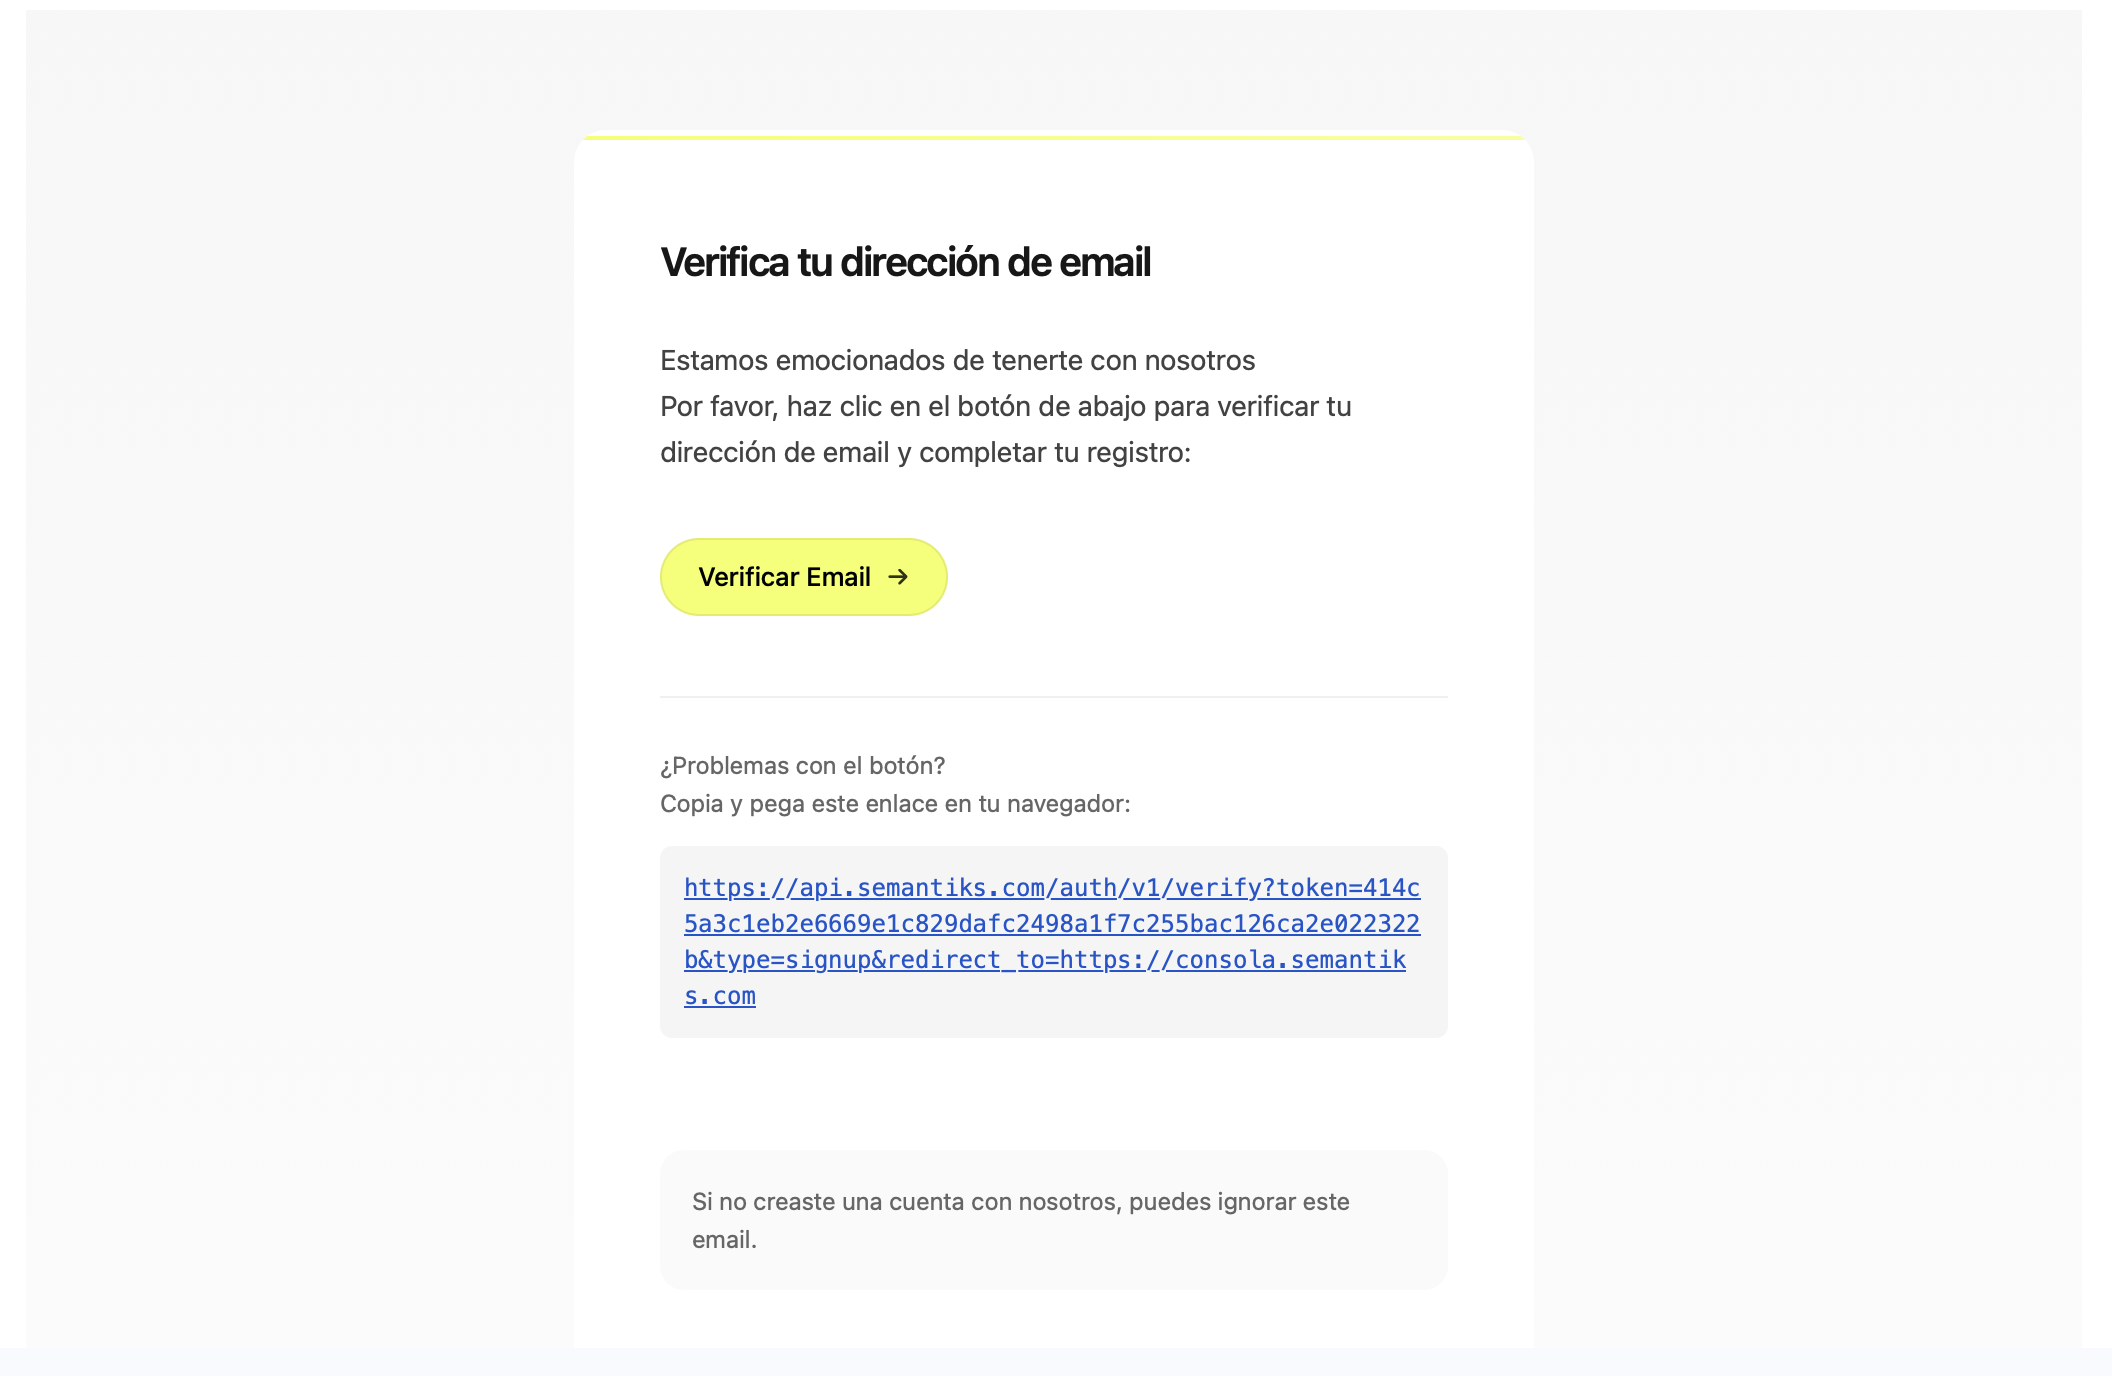 Verifica tu dirección de email
Estamos emocionados de tenerte con nosotros
Por favor, haz clic en el botón de abajo para verificar tu
dirección de email y completar tu registro:
Verificar Email →
¿Problemas con el botón?
Copia y pega este enlace en tu navegador:
https://api.semantiks.com/auth/v1/verify?token=414c
5a3c1eb2e6669e1c829dafc2498a1f7c255bac126ca2e022322
b&type=signup&redirect_to=https://consola.semantik
s.com
Si no creaste una cuenta con nosotros, puedes ignorar este
email.